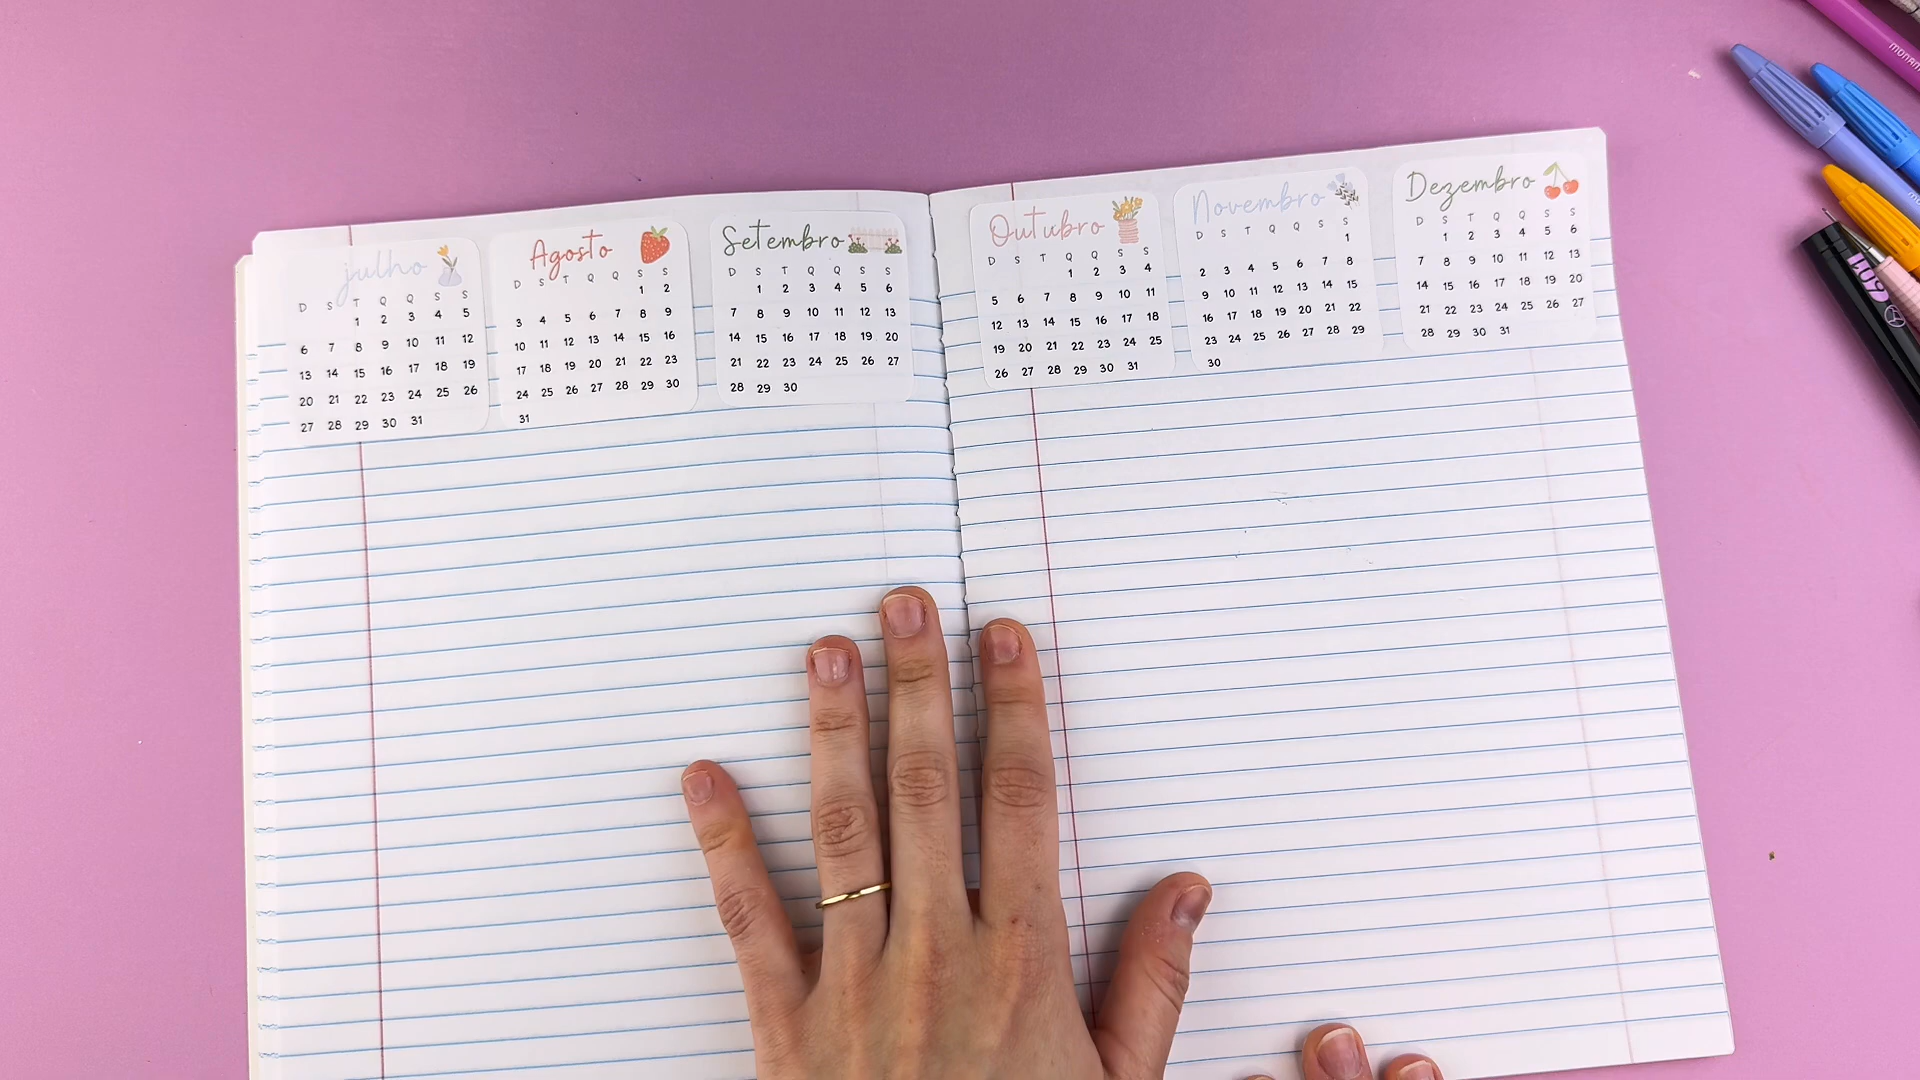 julho
D S T Q Q S S
1 2 3 4 5
6 7 8 9 10 11 12
13 14 15 16 17 18 19
20 21 22 23 24 25 26
27 28 29 30 31
Agosto
D S T Q Q S S
1 2
3 4 5 6 7 8 9
10 11 12 13 14 15 16
17 18 19 20 21 22 23
24 25 26 27 28 29 30
31
Setembro
D S T Q Q S S
1 2 3 4 5 6
7 8 9 10 11 12 13
14 15 16 17 18 19 20
21 22 23 24 25 26 27
28 29 30
Outubro
D S T Q Q S S
1 2 3 4
5 6 7 8 9 10 11
12 13 14 15 16 17 18
19 20 21 22 23 24 25
26 27 28 29 30 31
Novembro
D S T Q Q S S
1
2 3 4 5 6 7 8
9 10 11 12 13 14 15
16 17 18 19 20 21 22
23 24 25 26 27 28 29
30
Dezembro
D S T Q Q S S
1 2 3 4 5 6
7 8 9 10 11 12 13
14 15 16 17 18 19 20
21 22 23 24 25 26 27
28 29 30 31